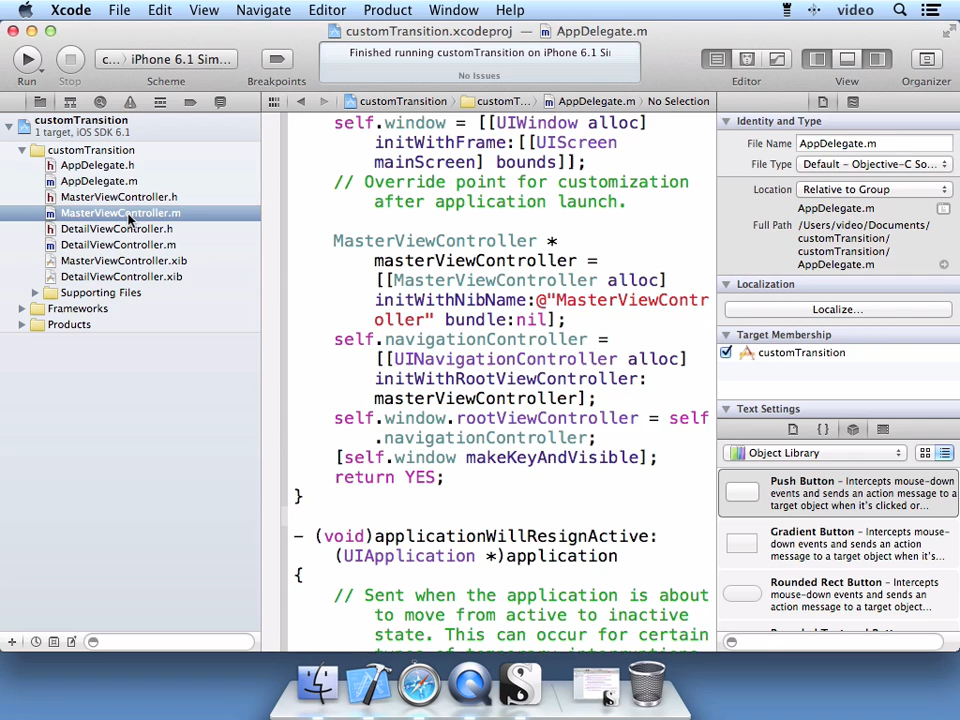 Xcode File Edit View Navigate Editor Product Window Help video
customTransition.xcodeproj — AppDelegate.m
Run Stop c...〉 iPhone 6.1 Sim... Scheme Breakpoints
Finished running customTransition on iPhone 6.1 Si
No Issues
Editor View Organizer
customTransition 〉 customT... 〉 AppDelegate.m 〉 No Selection
customTransition
1 target, iOS SDK 6.1
customTransition
AppDelegate.h
AppDelegate.m
MasterViewController.h
MasterViewController.m
DetailViewController.h
DetailViewController.m
MasterViewController.xib
DetailViewController.xib
Supporting Files
Frameworks
Products
self.window = [[UIWindow alloc]
initWithFrame:[[UIScreen
mainScreen] bounds]];
// Override point for customization
after application launch.
MasterViewController *
masterViewController =
[[MasterViewController alloc]
initWithNibName:@"MasterViewContr
oller" bundle:nil];
self.navigationController =
[[UINavigationController alloc]
initWithRootViewController:
masterViewController];
self.window.rootViewController = self
.navigationController;
[self.window makeKeyAndVisible];
return YES;
}
- (void)applicationWillResignActive:
(UIApplication *)application
{
// Sent when the application is about
to move from active to inactive
state. This can occur for certain
types of temporary interruptions
Identity and Type
File Name AppDelegate.m
File Type Default - Objective-C So...
Location Relative to Group
AppDelegate.m
Full Path /Users/video/Documents/
customTransition/
customTransition/
AppDelegate.m
Localization
Localize...
Target Membership
customTransition
Text Settings
Object Library
Push Button – Intercepts mouse-down
events and sends an action message to a
target object when it's clicked or...
Gradient Button – Intercepts mouse-
down events and sends an action
message to a target object when it's...
Rounded Rect Button – Intercepts
mouse-down events and sends an
action message to a target object...